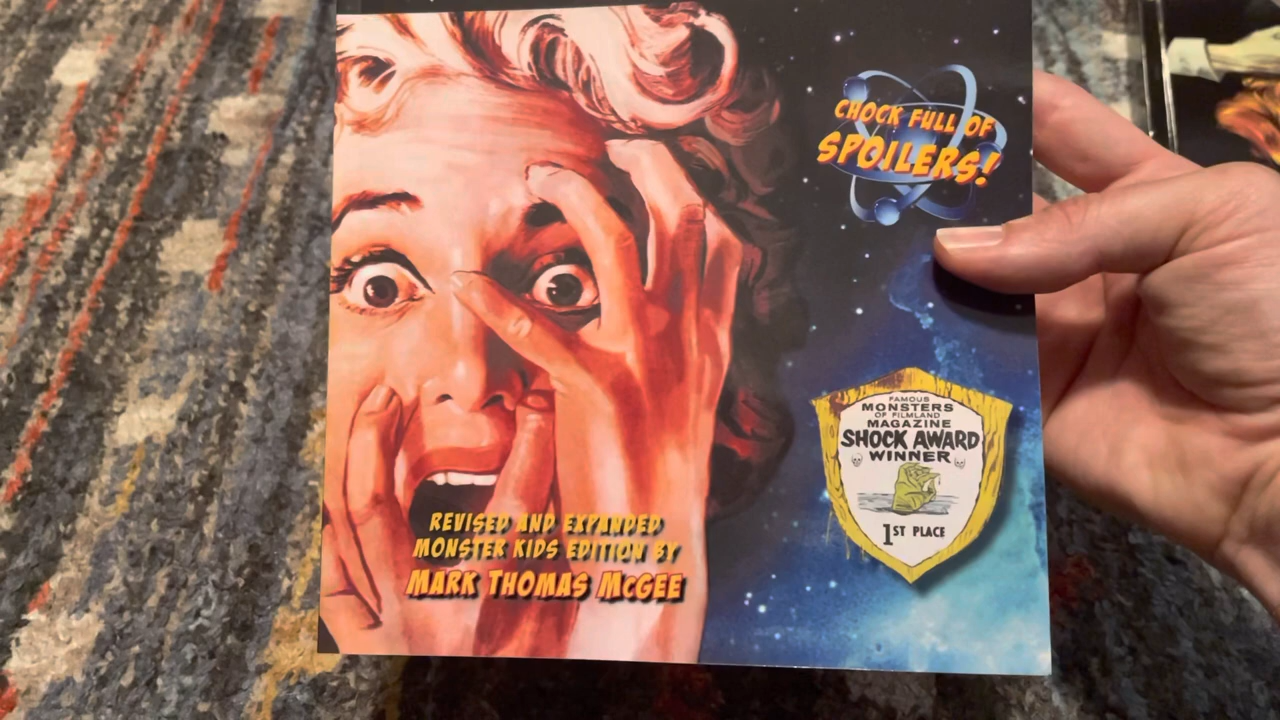 CHOCK FULL OF
SPOILERS!
FAMOUS
MONSTERS
OF FILMLAND
MAGAZINE
SHOCK AWARD
WINNER
1ST PLACE
REVISED AND EXPANDED
MONSTER KIDS EDITION BY
MARK THOMAS McGEE